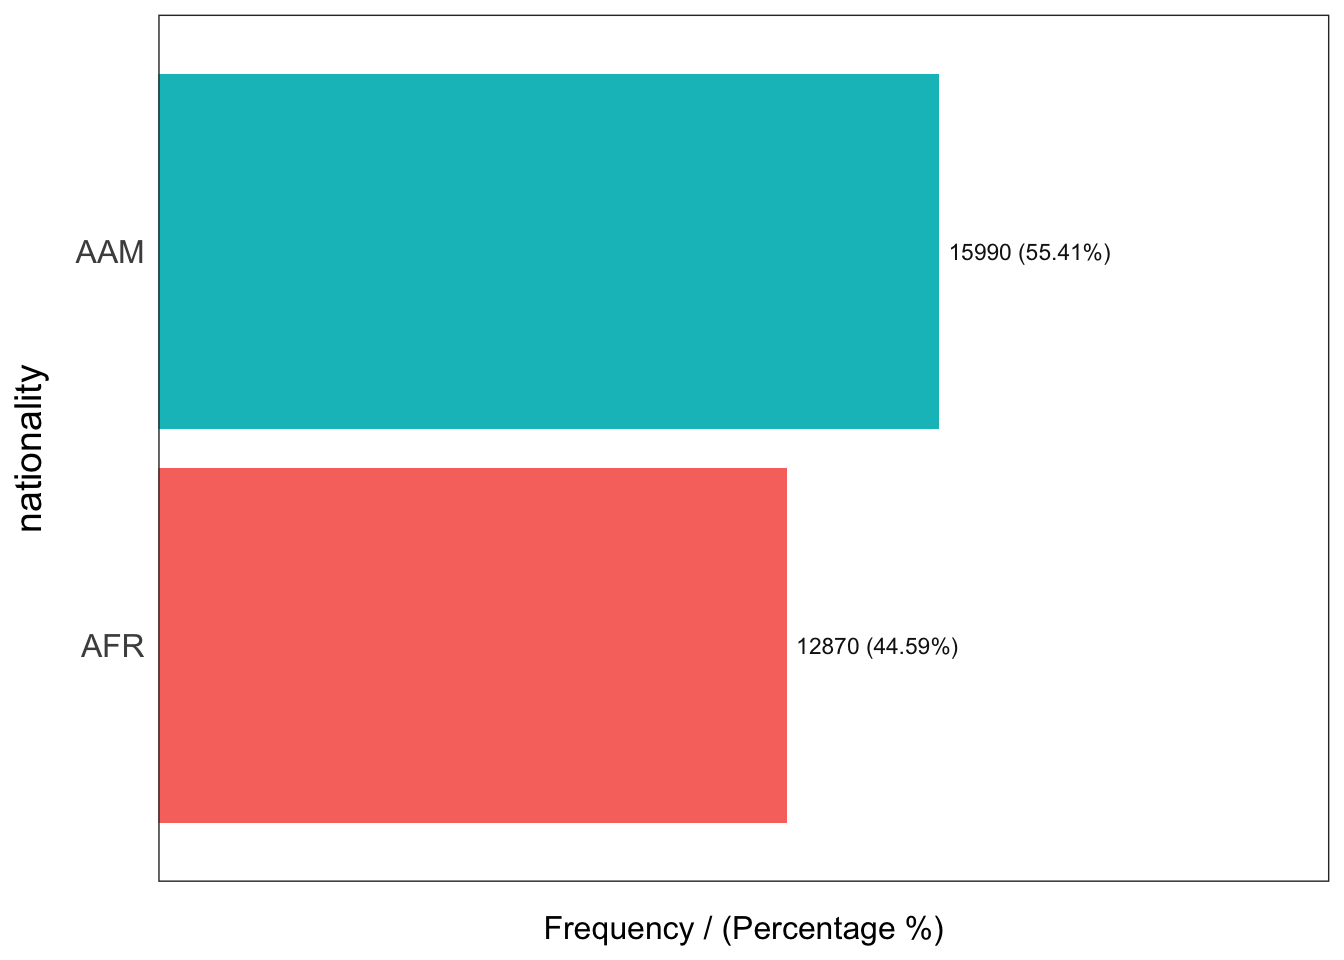 AAM
15990 (55.41%)
nationality
AFR
12870 (44.59%)
Frequency / (Percentage %)